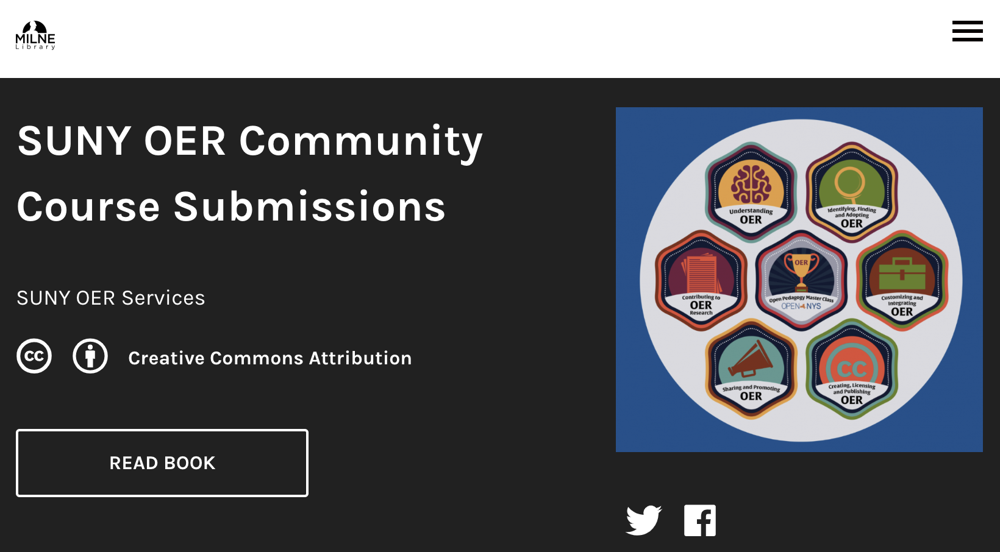 MILNE
Library
SUNY OER Community
Course Submissions
SUNY OER Services
CC
Creative Commons Attribution
READ BOOK
Understanding
OER
Identifying, Finding
and Adopting
OER
Contributing to
OER
Research
OER
Open Pedagogy Master Class
OPEN NYS
Customizing and
Integrating
OER
Sharing and Promoting
OER
CC
Creating, Licensing
and Publishing
OER